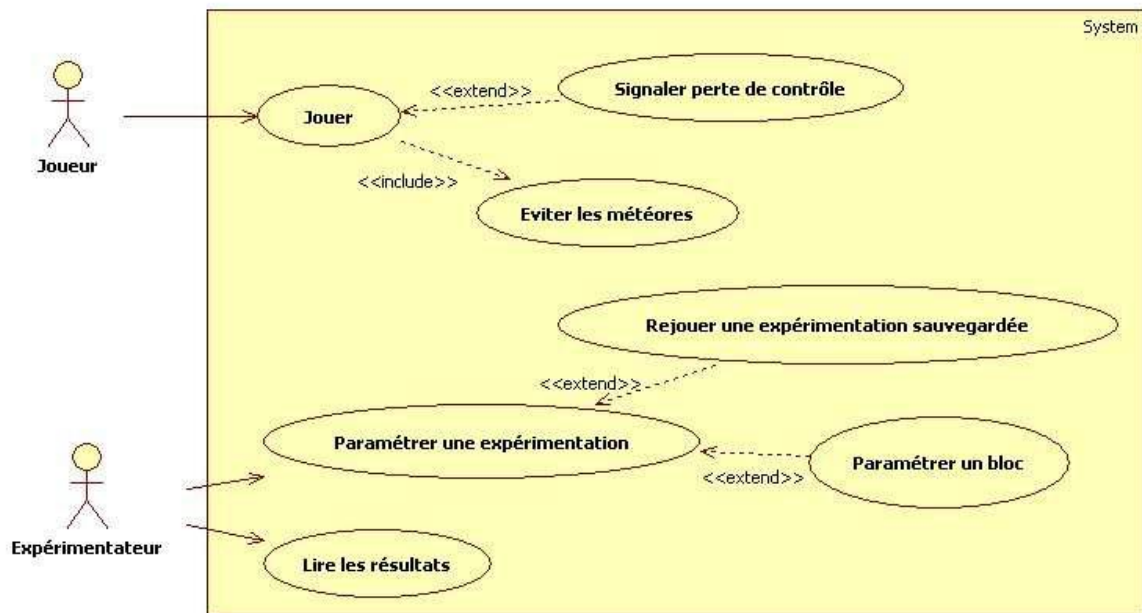 System
Signaler perte de contrôle
<<extend>>
Jouer
Joueur
<<include>>
Eviter les météores
Rejouer une expérimentation sauvegardée
<<extend>>
Paramétrer une expérimentation
Paramétrer un bloc
<<extend>>
Expérimentateur
Lire les résultats